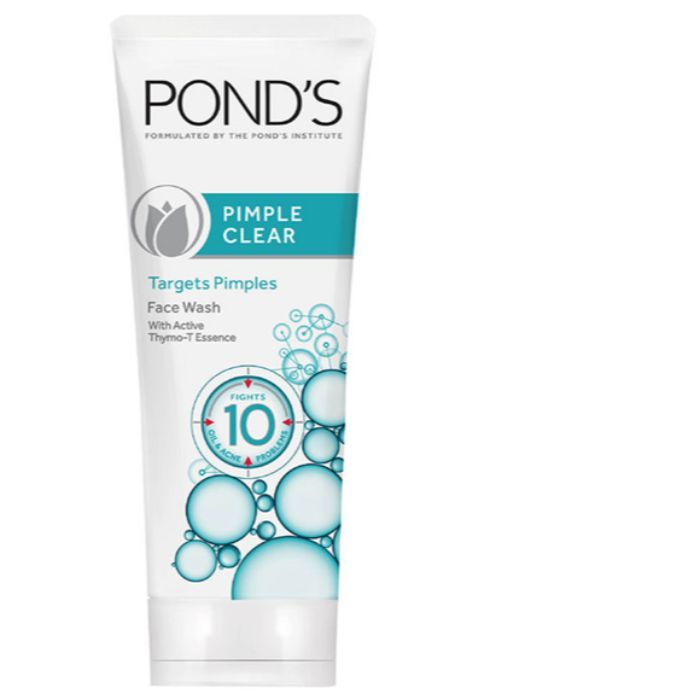 POND'S
FORMULATED BY THE POND'S INSTITUTE
PIMPLE
CLEAR
Targets Pimples
Face Wash
With Active
Thymo-T Essence
FIGHTS
10
OIL & ACNE PROBLEMS